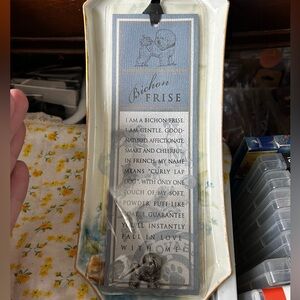 Bichon
FRISE
I AM A BICHON FRISE.
I AM GENTLE, GOOD-
NATURED, AFFECTIONATE,
SMART AND CHEERFUL.
IN FRENCH, MY NAME
MEANS "CURLY LAP
DOG". WITH ONLY ONE
TOUCH OF MY SOFT,
POWDER PUFF-LIKE
COAT, I GUARANTEE
YOU'LL INSTANTLY
FALL IN LOVE
WITH ME!